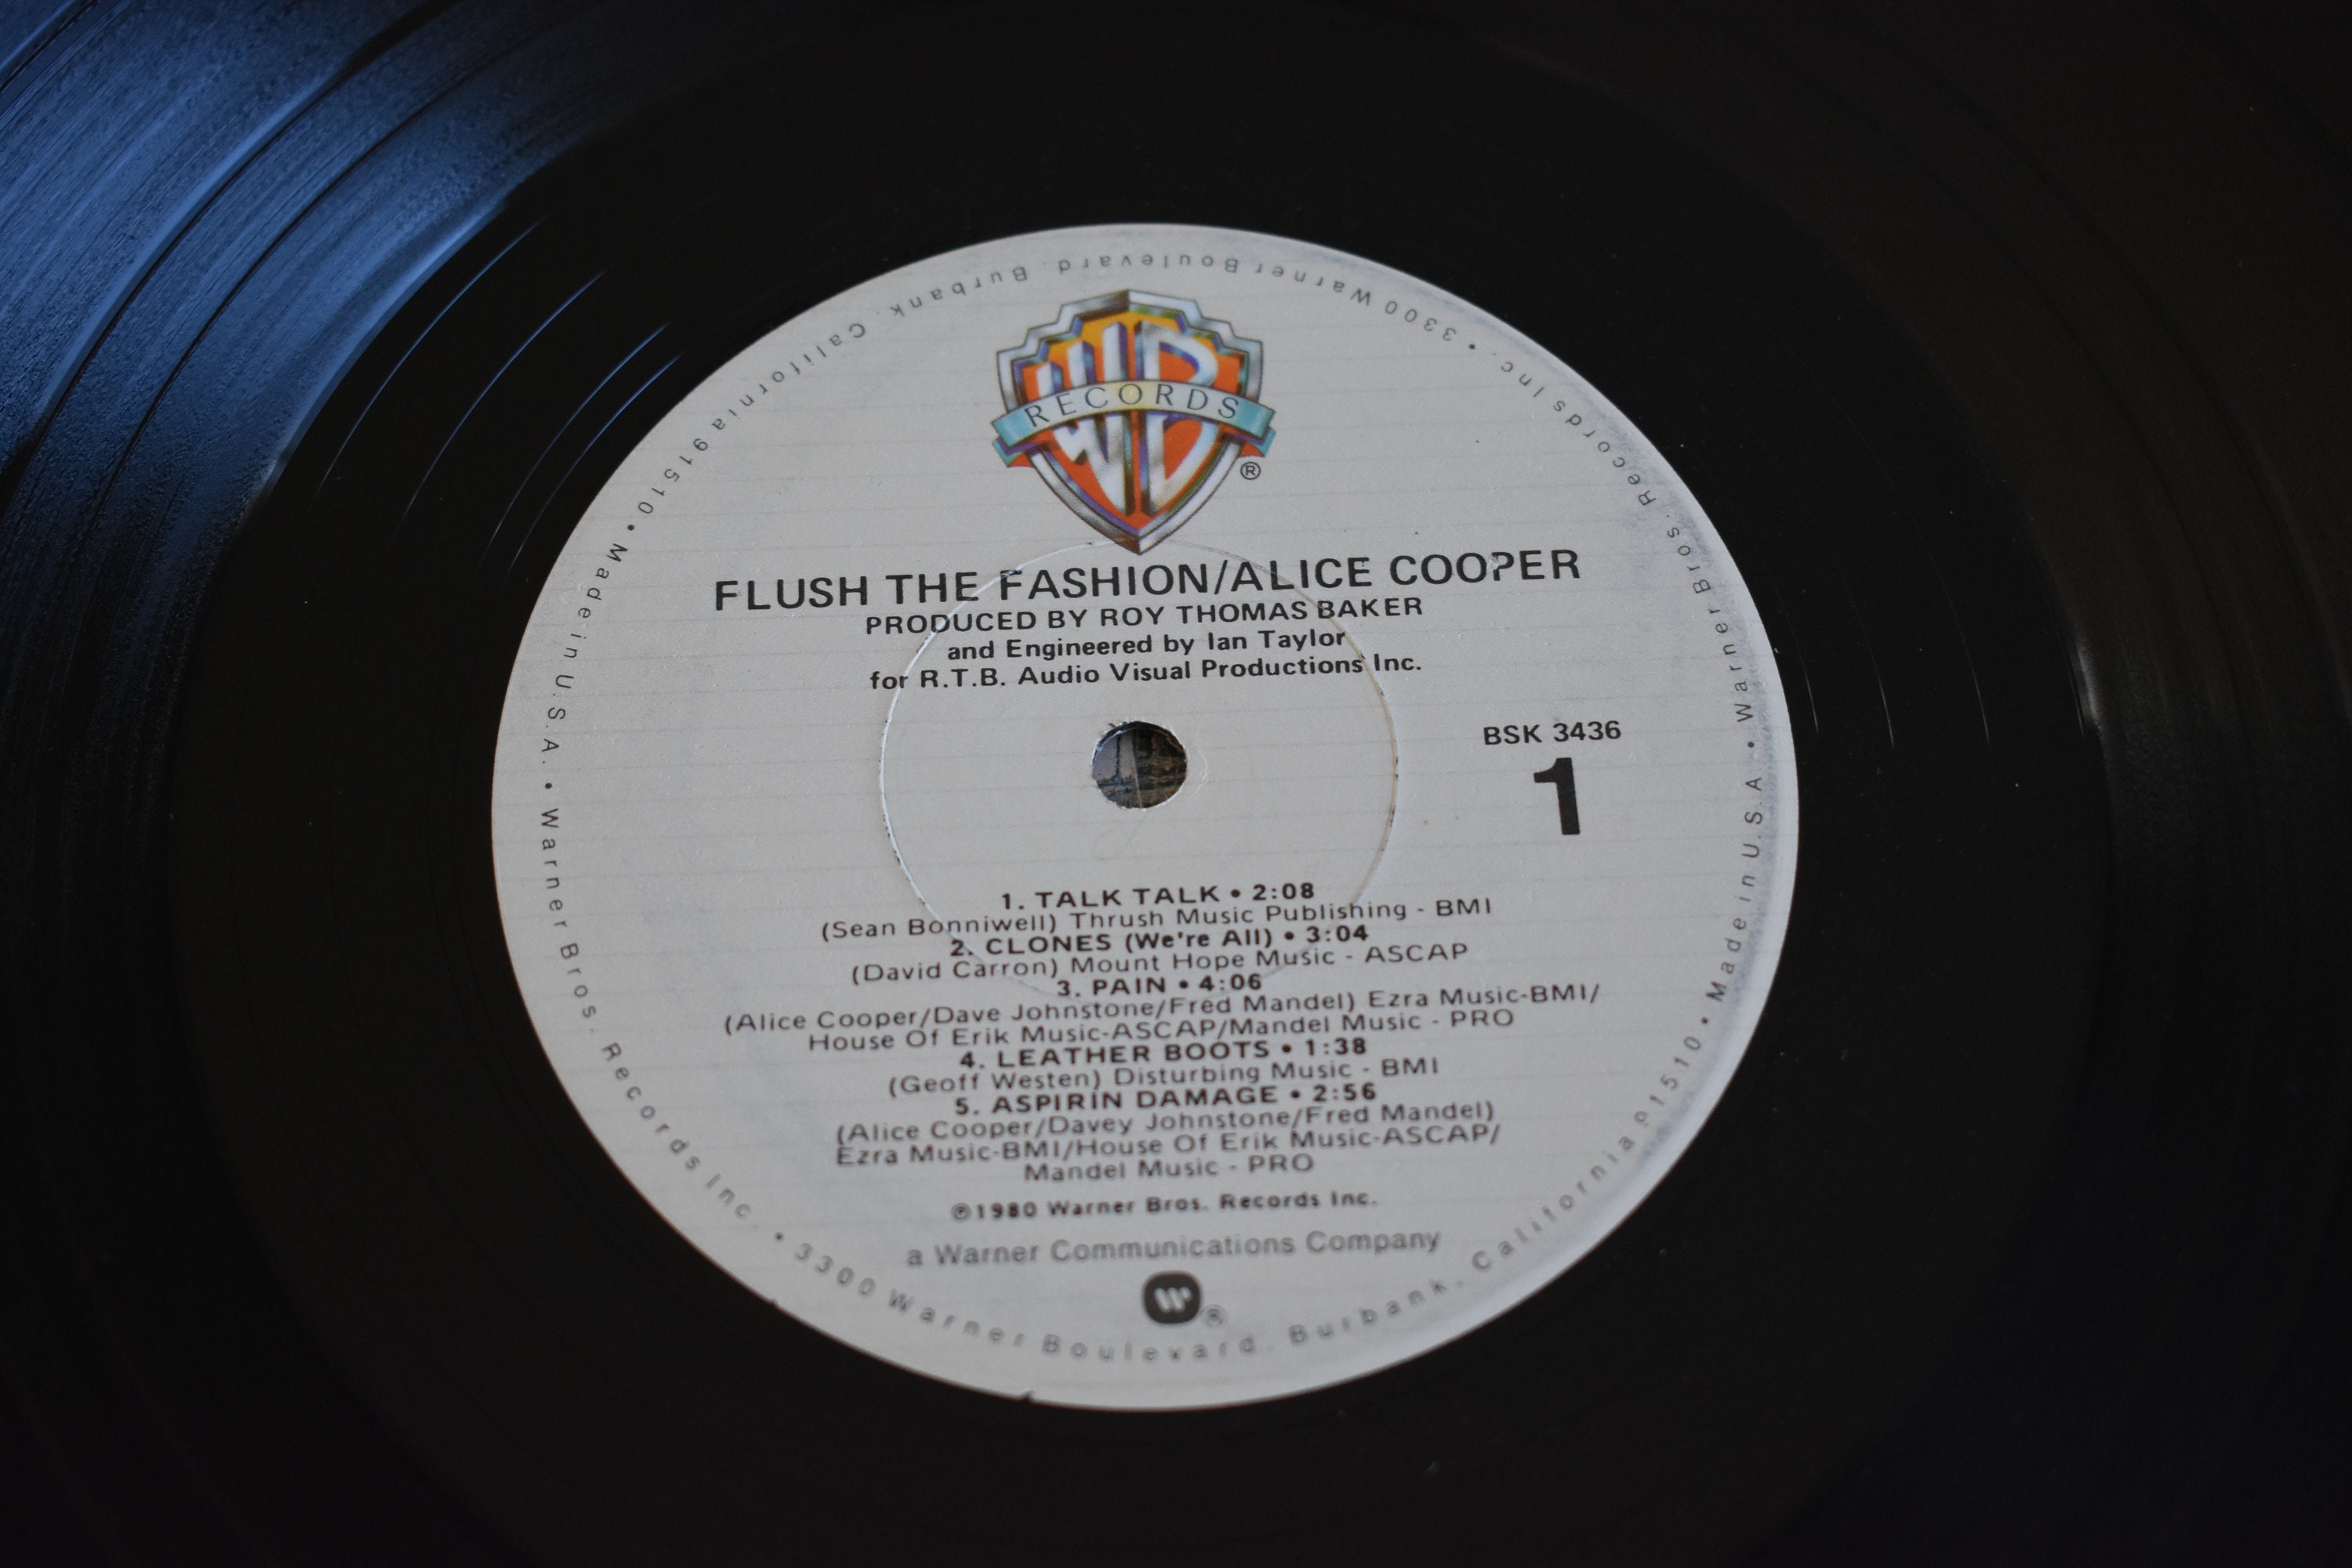 WB
RECORDS
®
FLUSH THE FASHION/ALICE COOPER
PRODUCED BY ROY THOMAS BAKER
and Engineered by Ian Taylor
for R.T.B. Audio Visual Productions Inc.
BSK 3436
1
1. TALK TALK • 2:08
(Sean Bonniwell) Thrush Music Publishing - BMI
2. CLONES (We're All) • 3:04
(David Carron) Mount Hope Music - ASCAP
3. PAIN • 4:06
(Alice Cooper/Dave Johnstone/Fred Mandel) Ezra Music-BMI/
House Of Erik Music-ASCAP/Mandel Music - PRO
4. LEATHER BOOTS • 1:38
(Geoff Westen) Disturbing Music - BMI
5. ASPIRIN DAMAGE • 2:56
(Alice Cooper/Davey Johnstone/Fred Mandel)
Ezra Music-BMI/House Of Erik Music-ASCAP/
Mandel Music - PRO
℗1980 Warner Bros. Records Inc.
a Warner Communications Company
W®
Made in U.S.A. • Warner Bros. Records Inc. • 3300 Warner Boulevard. Burbank. California 91510 • Made in U.S.A • Warner Bros. Records Inc. • 3300 Warner Boulevard. Burbank. California 91510 •